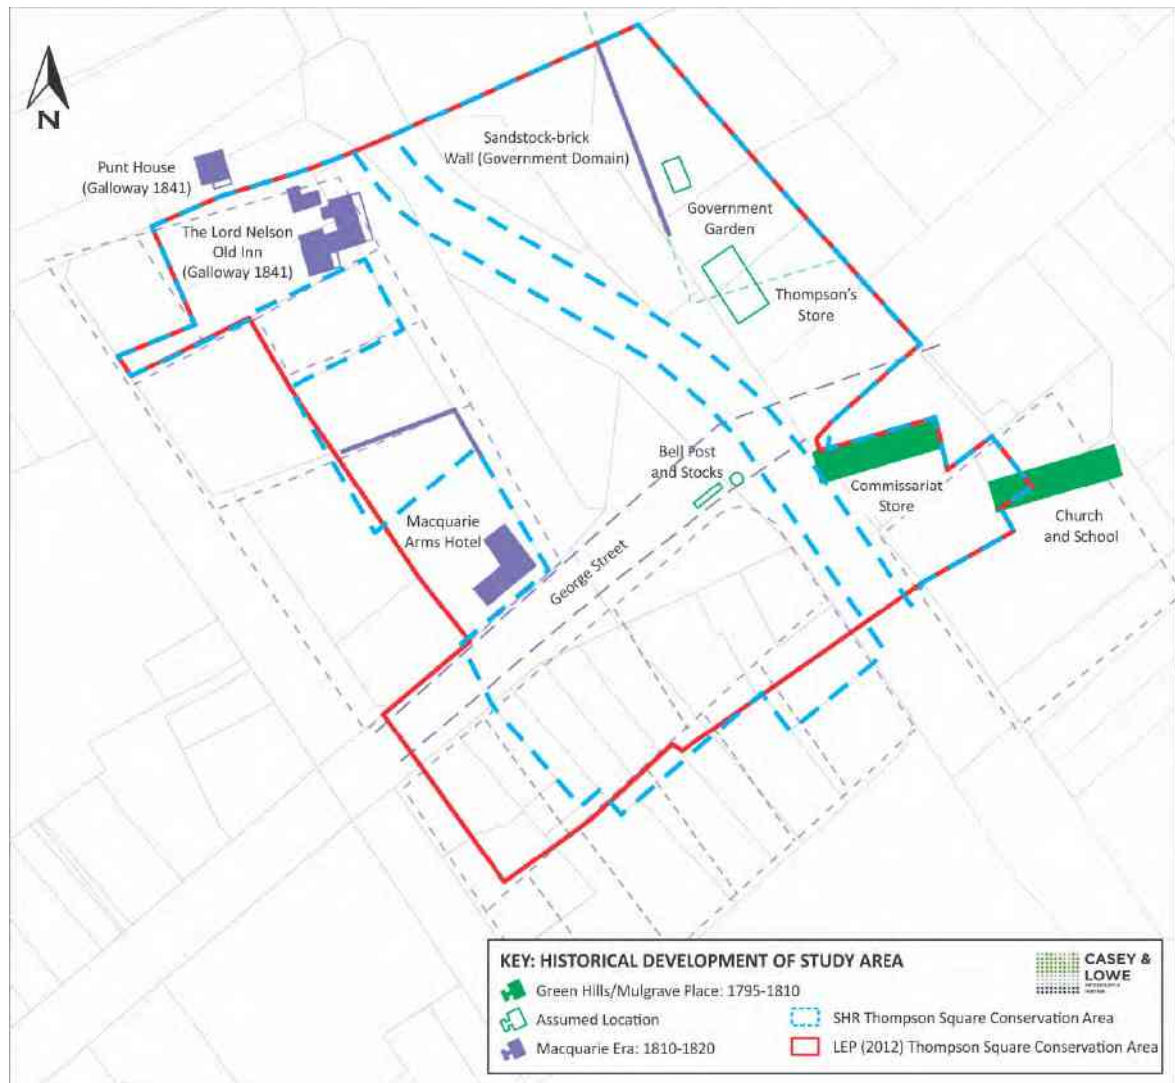 N
Punt House
(Galloway 1841)
The Lord Nelson
Old Inn
(Galloway 1841)
Sandstock-brick
Wall (Government Domain)
Government
Garden
Thompson's
Store
Bell Post
and Stocks
Commissariat
Store
Church
and School
Macquarie
Arms Hotel
George Street
KEY: HISTORICAL DEVELOPMENT OF STUDY AREA
Green Hills/Mulgrave Place: 1795-1810
Assumed Location
Macquarie Era: 1810-1820
SHR Thompson Square Conservation Area
LEP (2012) Thompson Square Conservation Area
CASEY &
LOWE